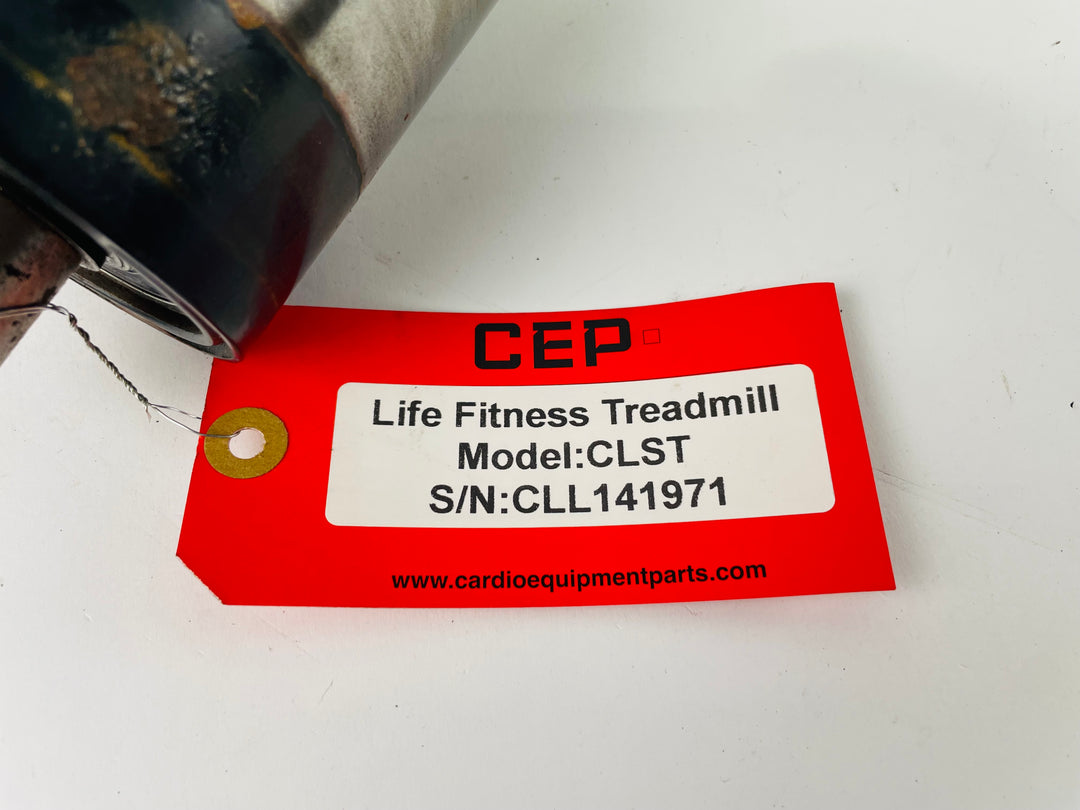 CEP
Life Fitness Treadmill
Model:CLST
S/N:CLL141971
www.cardioequipmentparts.com